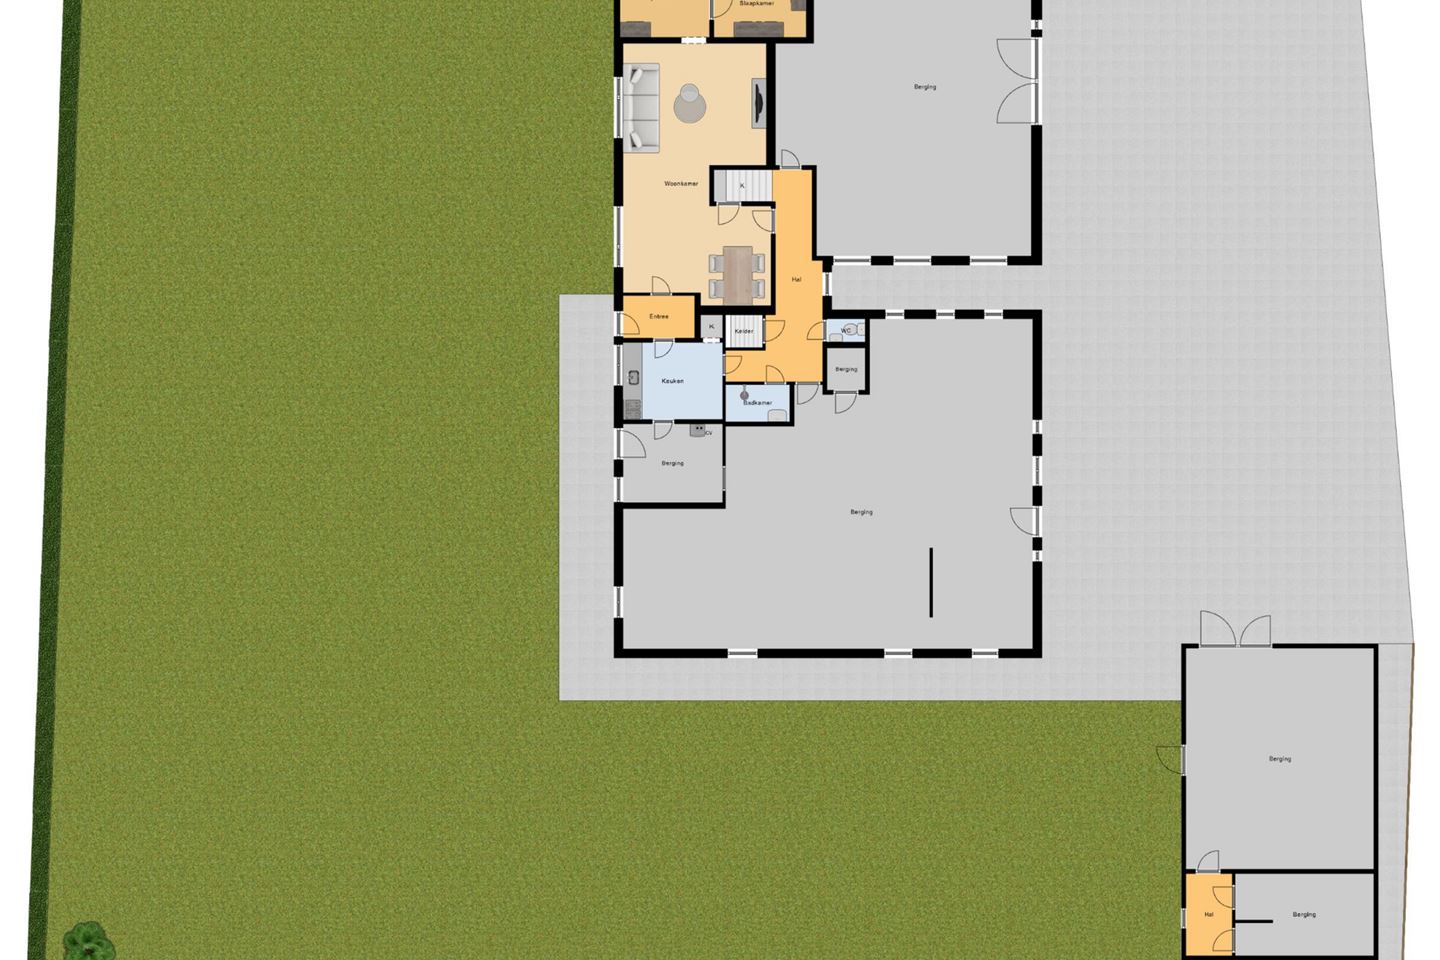 Slaapkamer
Berging
Woonkamer
K.
Hal
Entree
K.
Kelder
WC
Berging
Keuken
Badkamer
CV
Berging
Berging
Berging
Hal
Berging